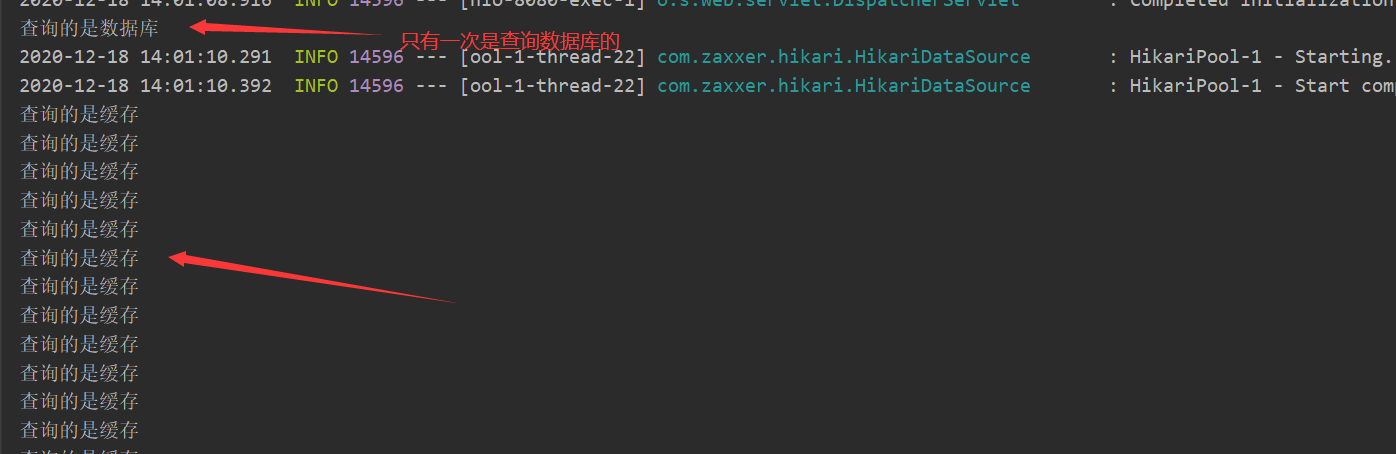 2020-12-18 14:01:08.916  INFO 14596 --- [nio-8080-exec-1] o.s.web.servlet.DispatcherServlet        : Completed initialization
查询的是数据库
只有一次是查询数据库的
2020-12-18 14:01:10.291  INFO 14596 --- [ool-1-thread-22] com.zaxxer.hikari.HikariDataSource       : HikariPool-1 - Starting.
2020-12-18 14:01:10.392  INFO 14596 --- [ool-1-thread-22] com.zaxxer.hikari.HikariDataSource       : HikariPool-1 - Start com
查询的是缓存
查询的是缓存
查询的是缓存
查询的是缓存
查询的是缓存
查询的是缓存
查询的是缓存
查询的是缓存
查询的是缓存
查询的是缓存
查询的是缓存
查询的是缓存
查询的是缓存